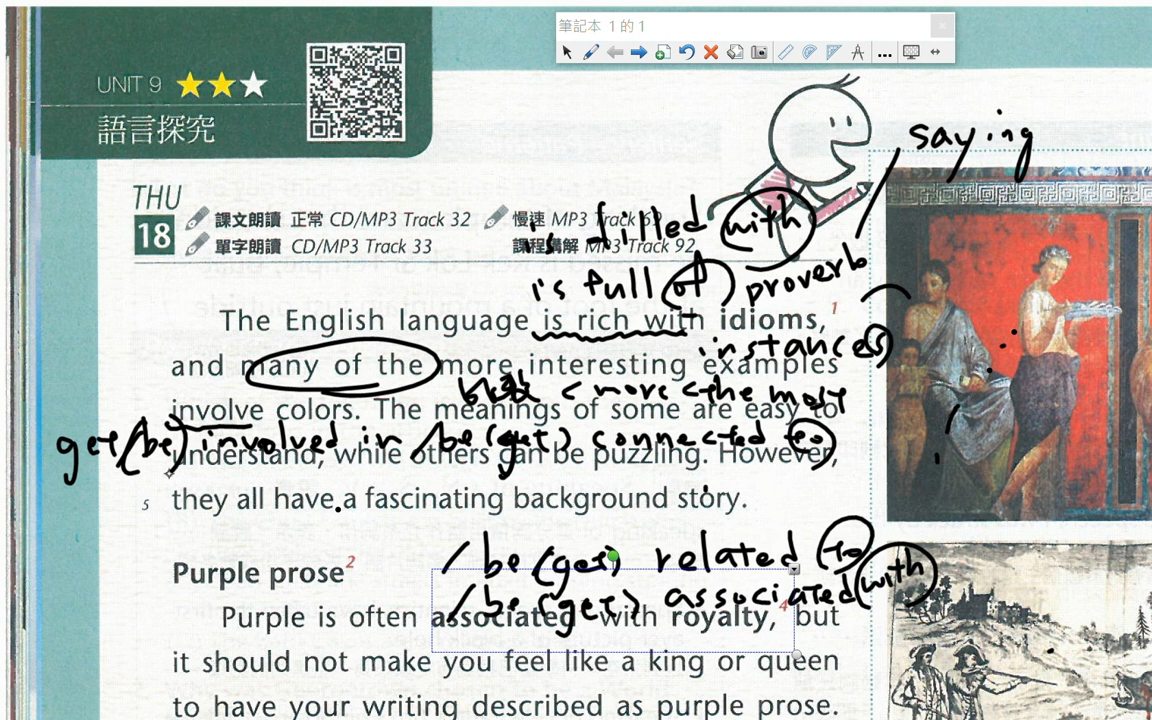 筆記本 1 的 1
UNIT 9
語言探究
THU
18
課文朗讀 正常 CD/MP3 Track 32 慢速 MP3 Track
單字朗讀 CD/MP3 Track 33 課程講解 MP3 Track 92
saying
is filled with
is full of proverb
The English language is rich with idioms, 1
instances
and many of the more interesting examples
< more < the most
involve colors. The meanings of some are easy to
get (be) involved in / be (get) connected to
understand, while others can be puzzling. However,
5 they all have a fascinating background story.
/ be (get) related to
Purple prose 2
/ be (get) associated with
Purple is often associated with royalty, 4 but
it should not make you feel like a king or queen
to have your writing described as purple prose.